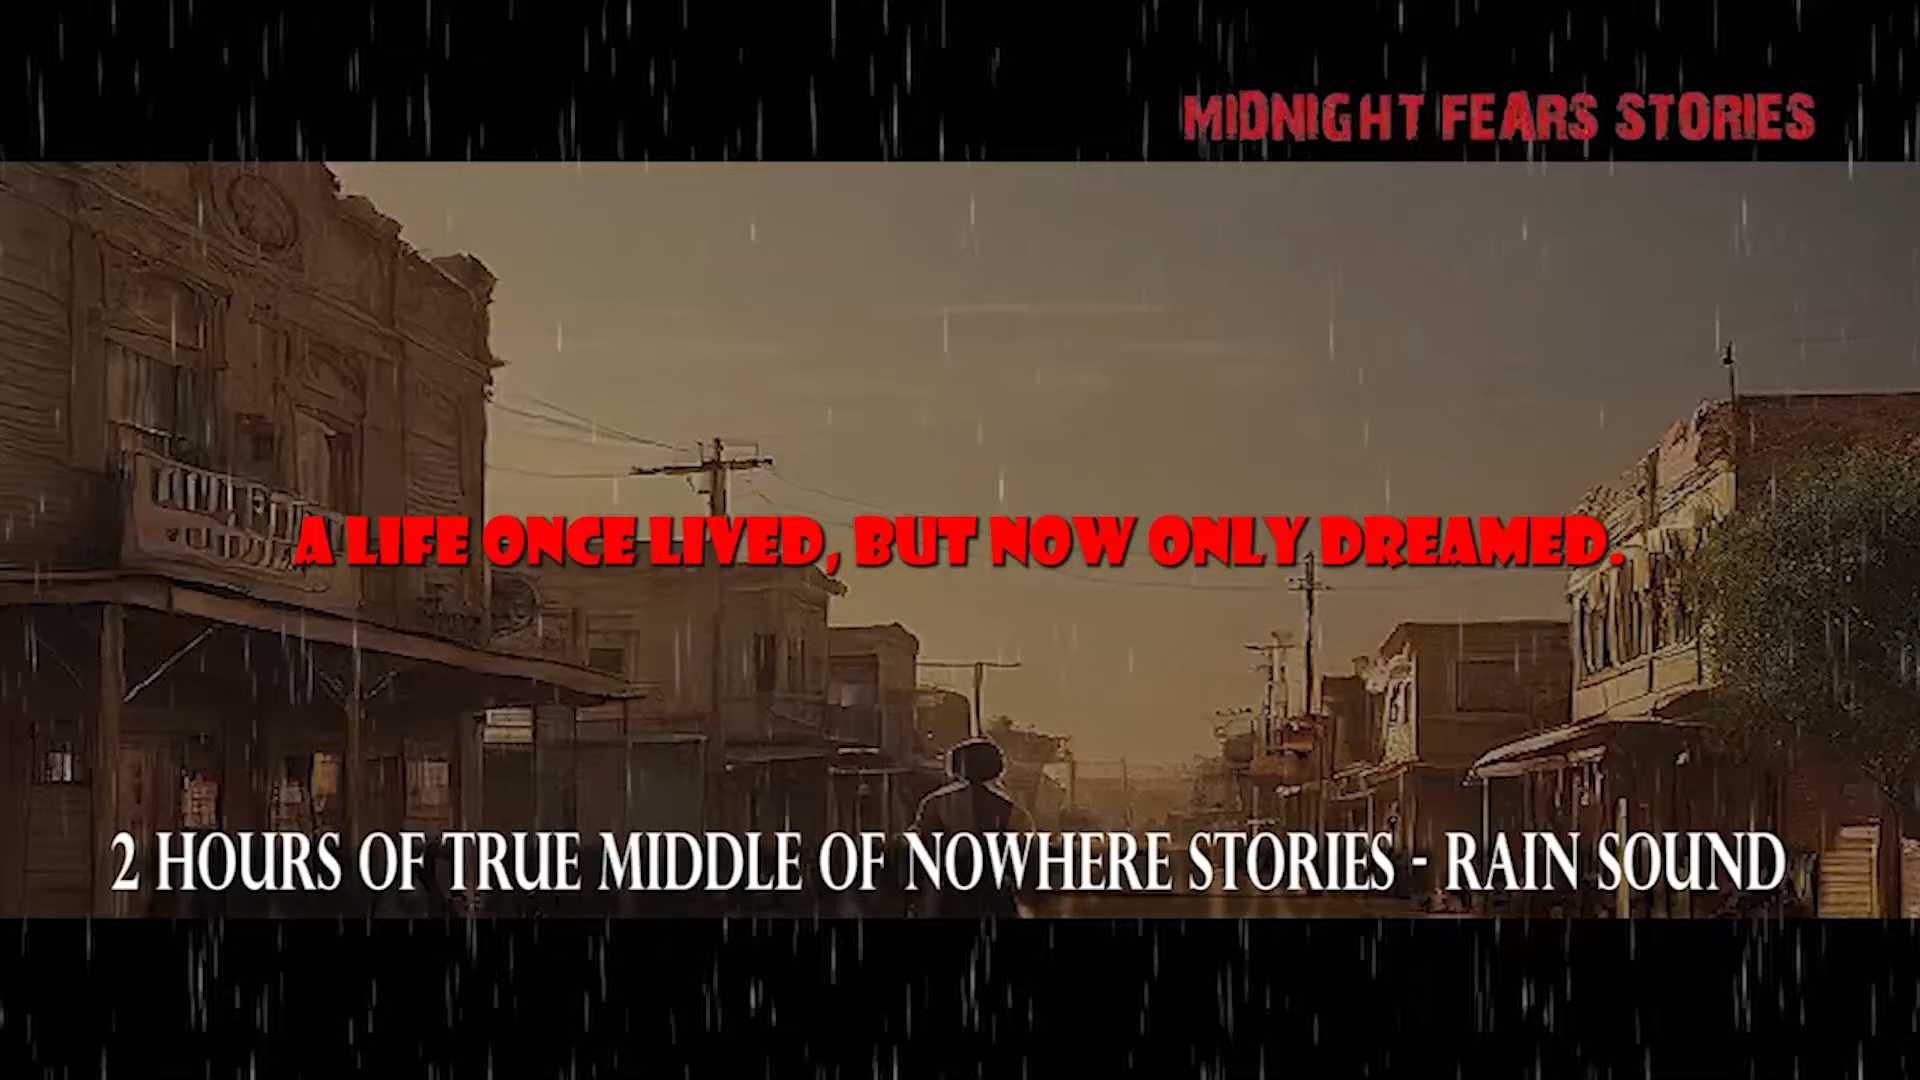 MIDNIGHT FEARS STORIES
A LIFE ONCE LIVED, BUT NOW ONLY DREAMED.
2 HOURS OF TRUE MIDDLE OF NOWHERE STORIES - RAIN SOUND